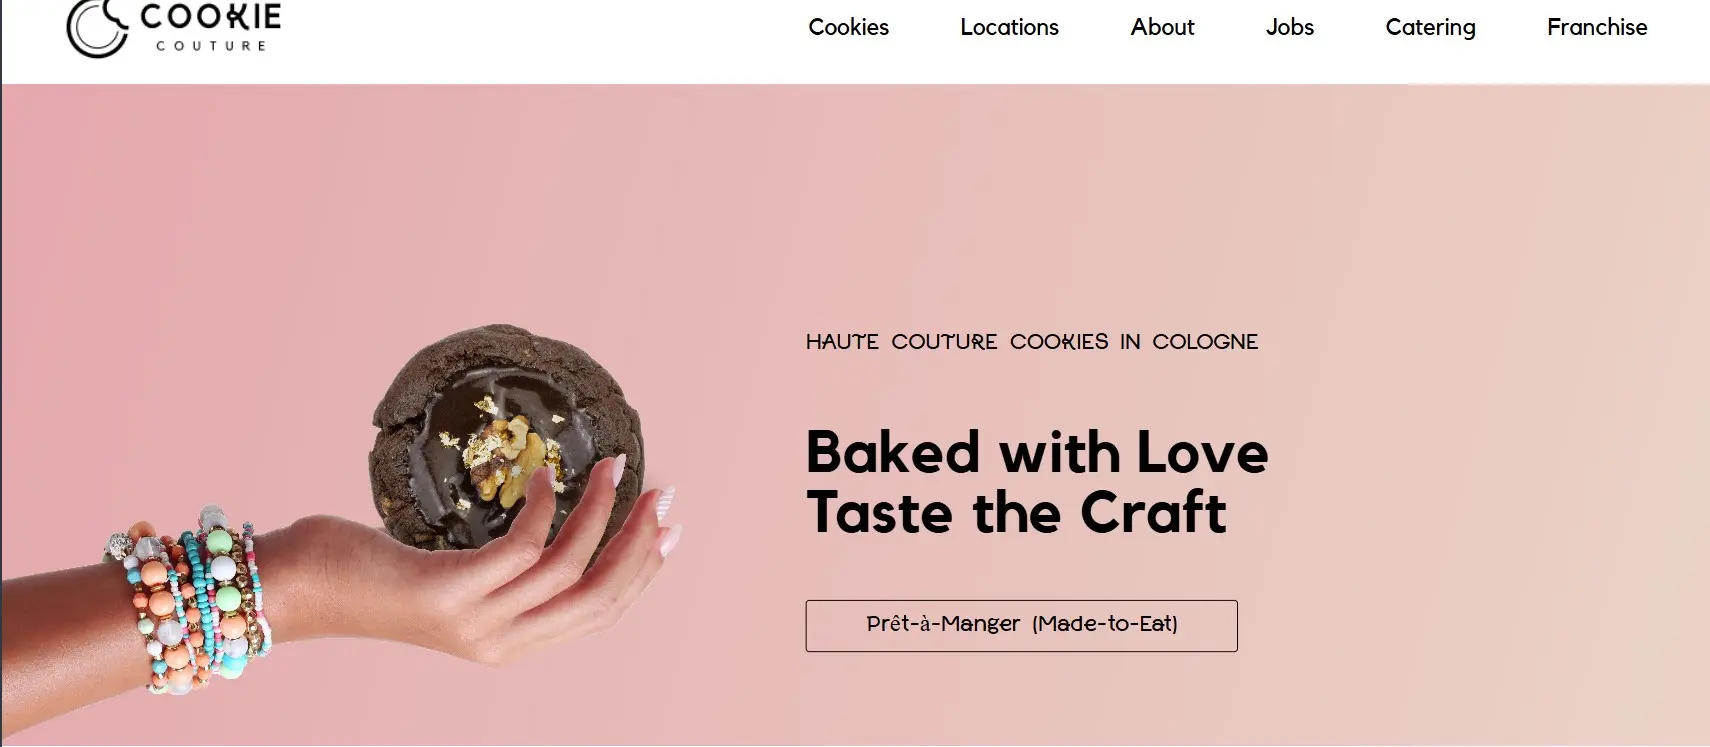 COOKIE
COUTURE
Cookies Locations About Jobs Catering Franchise
HAUTE COUTURE COOKIES IN COLOGNE
Baked with Love
Taste the Craft
Prêt-à-Manger (Made-to-Eat)